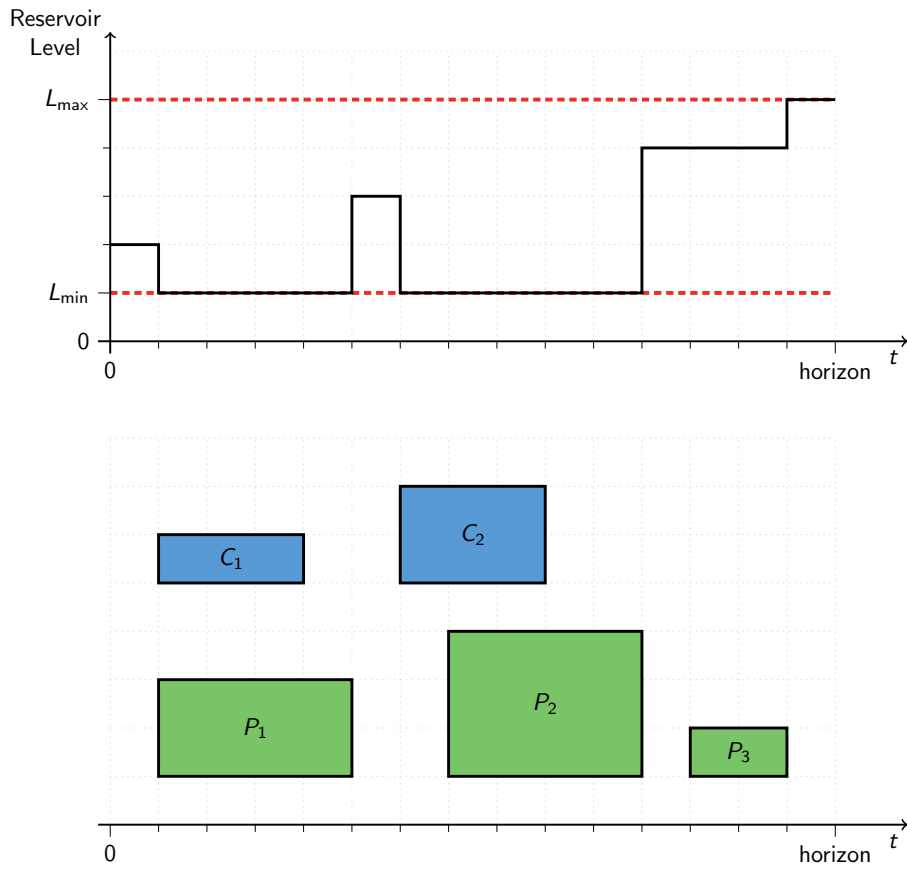 Reservoir
Level
L_max
L_min
0
0
horizon
t
C_1
C_2
P_1
P_2
P_3
0
horizon
t